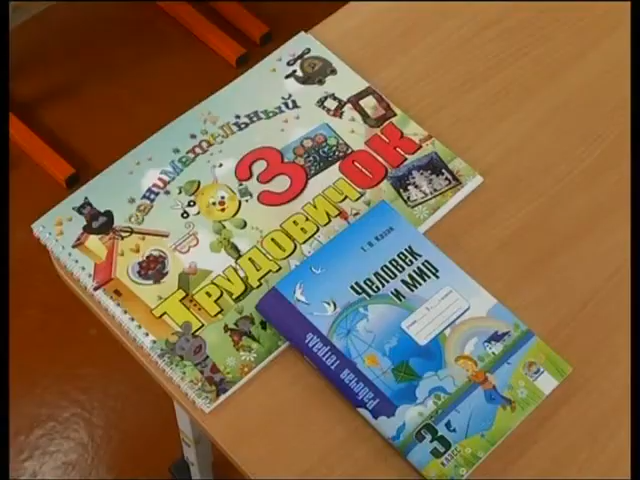 занимательный
3
ТрудовичОК
Человек
и мир
Рабочая тетрадь
3
класс